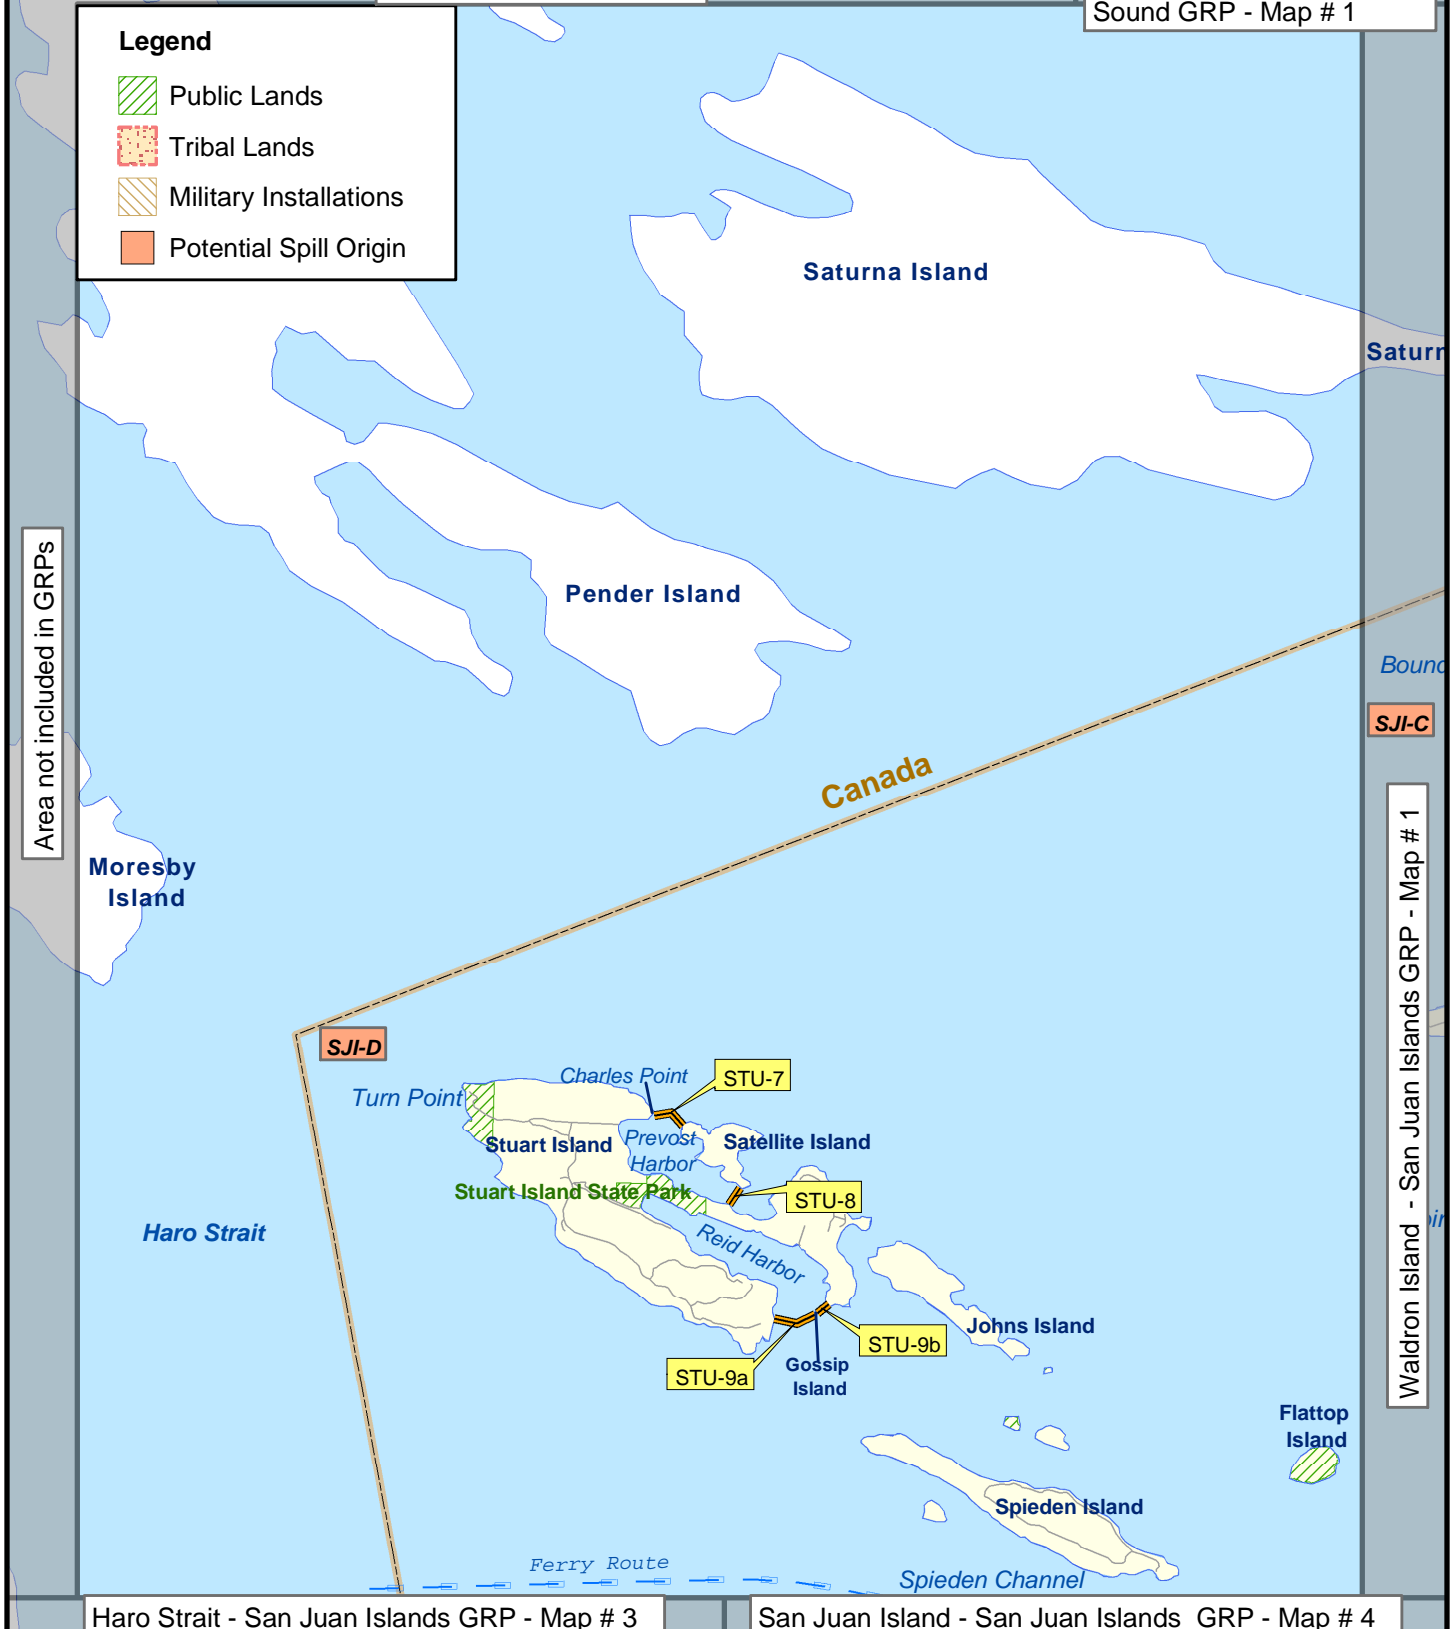 Sound GRP - Map # 1
Legend
Public Lands
Tribal Lands
Military Installations
Potential Spill Origin
Saturna Island
Saturn
Area not included in GRPs
Pender Island
Bound
SJI-C
Canada
Moresby
Island
Waldron Island - San Juan Islands GRP - Map # 1
SJI-D
Turn Point
Charles Point
STU-7
Stuart Island
Prevost
Harbor
Satellite Island
Stuart Island State Park
STU-8
Haro Strait
Reid Harbor
Johns Island
STU-9b
STU-9a
Gossip
Island
Flattop
Island
Spieden Island
Ferry Route
Spieden Channel
Haro Strait - San Juan Islands GRP - Map # 3
San Juan Island - San Juan Islands GRP - Map # 4